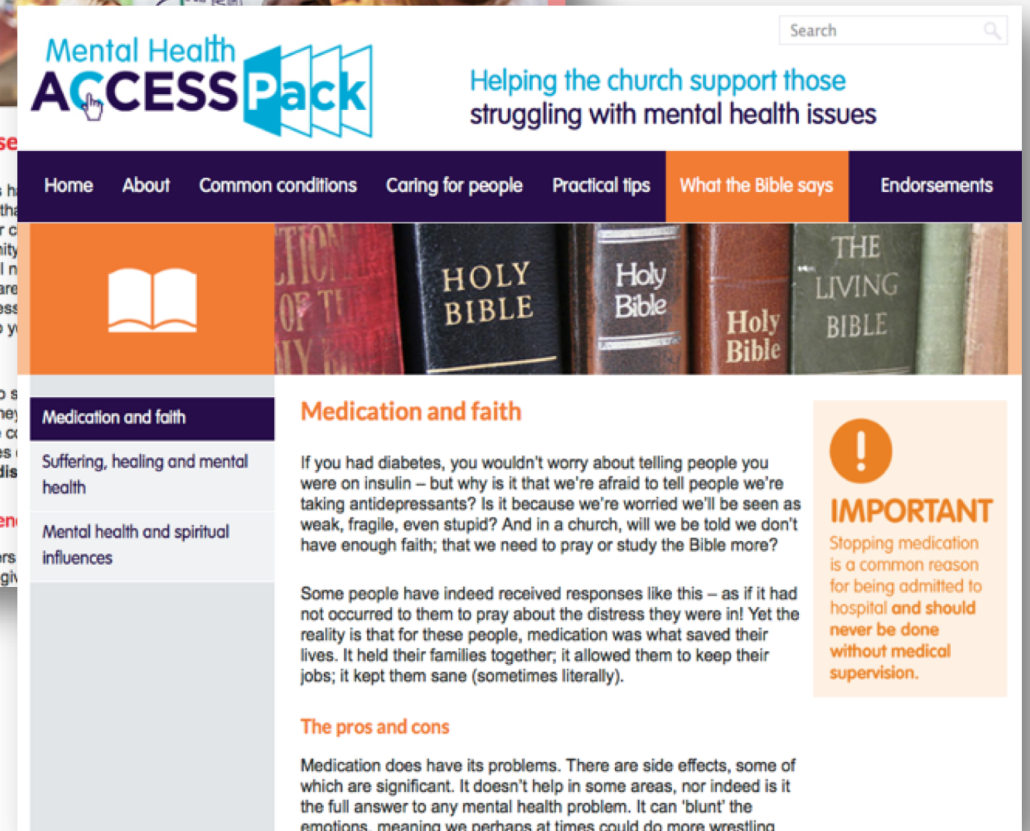 Search
Mental Health
ACCESS Pack
Helping the church support those
struggling with mental health issues
Home About Common conditions Caring for people Practical tips What the Bible says Endorsements
HOLY
BIBLE
Holy
Bible
Holy
Bible
THE
LIVING
BIBLE
Medication and faith
Suffering, healing and mental
health
Mental health and spiritual
influences
Medication and faith
If you had diabetes, you wouldn't worry about telling people you
were on insulin – but why is it that we're afraid to tell people we're
taking antidepressants? Is it because we're worried we'll be seen as
weak, fragile, even stupid? And in a church, will we be told we don't
have enough faith; that we need to pray or study the Bible more?
Some people have indeed received responses like this – as if it had
not occurred to them to pray about the distress they were in! Yet the
reality is that for these people, medication was what saved their
lives. It held their families together; it allowed them to keep their
jobs; it kept them sane (sometimes literally).
The pros and cons
Medication does have its problems. There are side effects, some of
which are significant. It doesn't help in some areas, nor indeed is it
the full answer to any mental health problem. It can 'blunt' the
emotions, meaning we perhaps at times could do more wrestling
!
IMPORTANT
Stopping medication
is a common reason
for being admitted to
hospital and should
never be done
without medical
supervision.